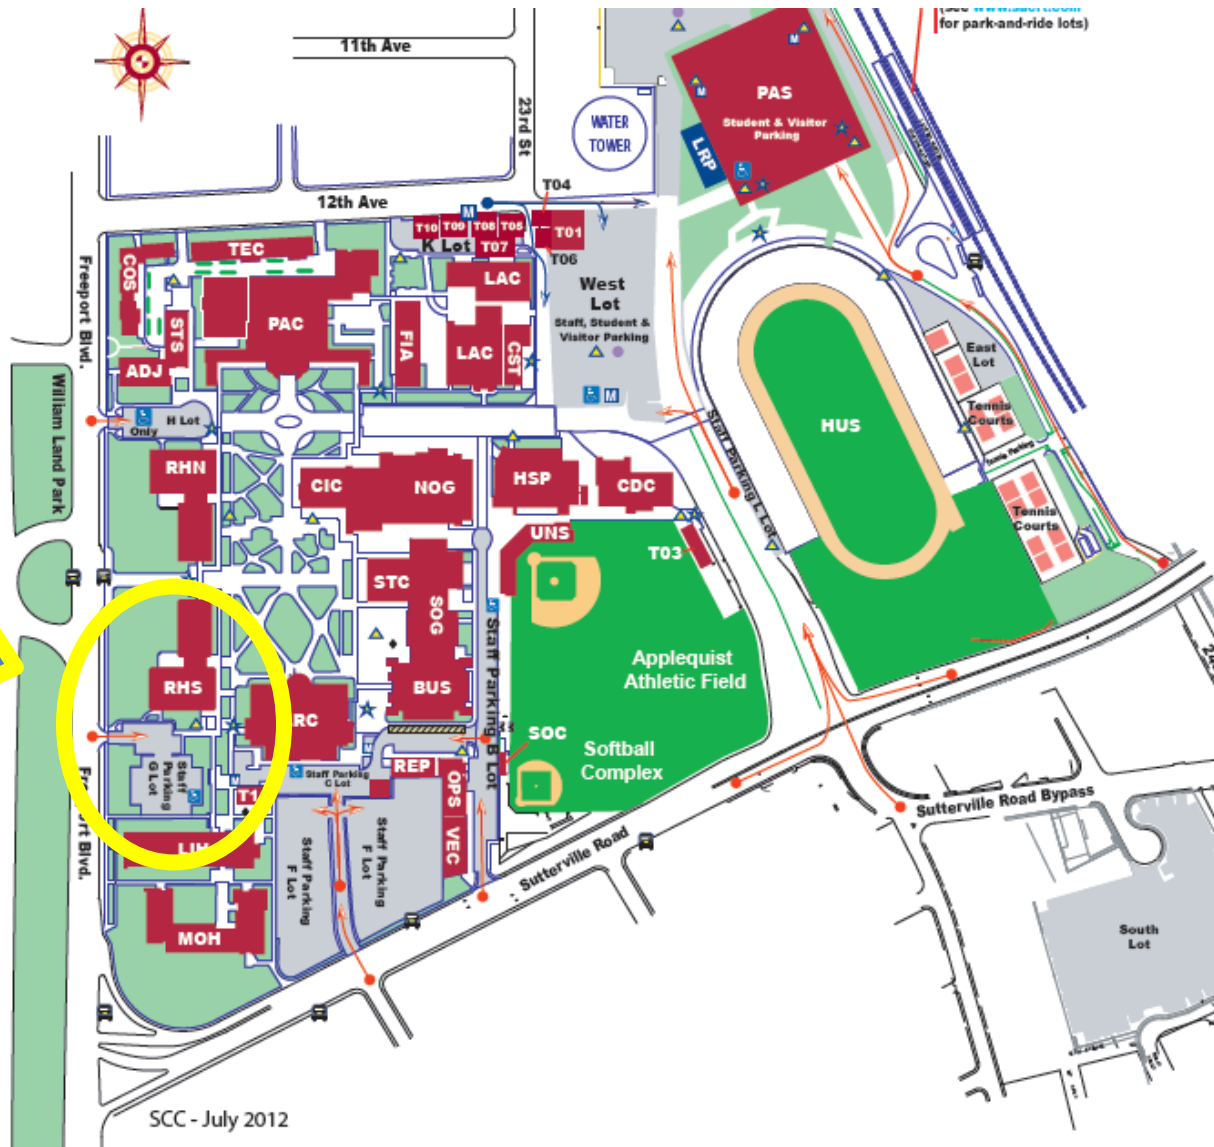 for park-and-ride lots)
11th Ave
23rd St
WATER
TOWER
PAS
Student & Visitor
Parking
M
M
LRP
T04
12th Ave
M
T10
T09
T08
T05
T01
K Lot
T07
T06
TEC
COS
LAC
West
Lot
Staff, Student &
Visitor Parking
M
Freeport Blvd.
PAC
STS
FIA
LAC
CST
ADJ
East
Lot
William Land Park
Only
H Lot
Tennis
Courts
Tennis Parking
Staff Parking L Lot
HUS
RHN
CIC
NOG
HSP
CDC
Tennis
Courts
UNS
T03
STC
SOG
Staff Parking B Lot
Applequist
Athletic Field
RHS
BUS
RC
SOC
Softball
Complex
Staff
Parking
G Lot
Staff Parking
C Lot
REP
OPS
T1
VEC
Sutterville Road Bypass
Staff Parking
F Lot
Staff Parking
F Lot
Sutterville Road
MOH
South
Lot
SCC - July 2012